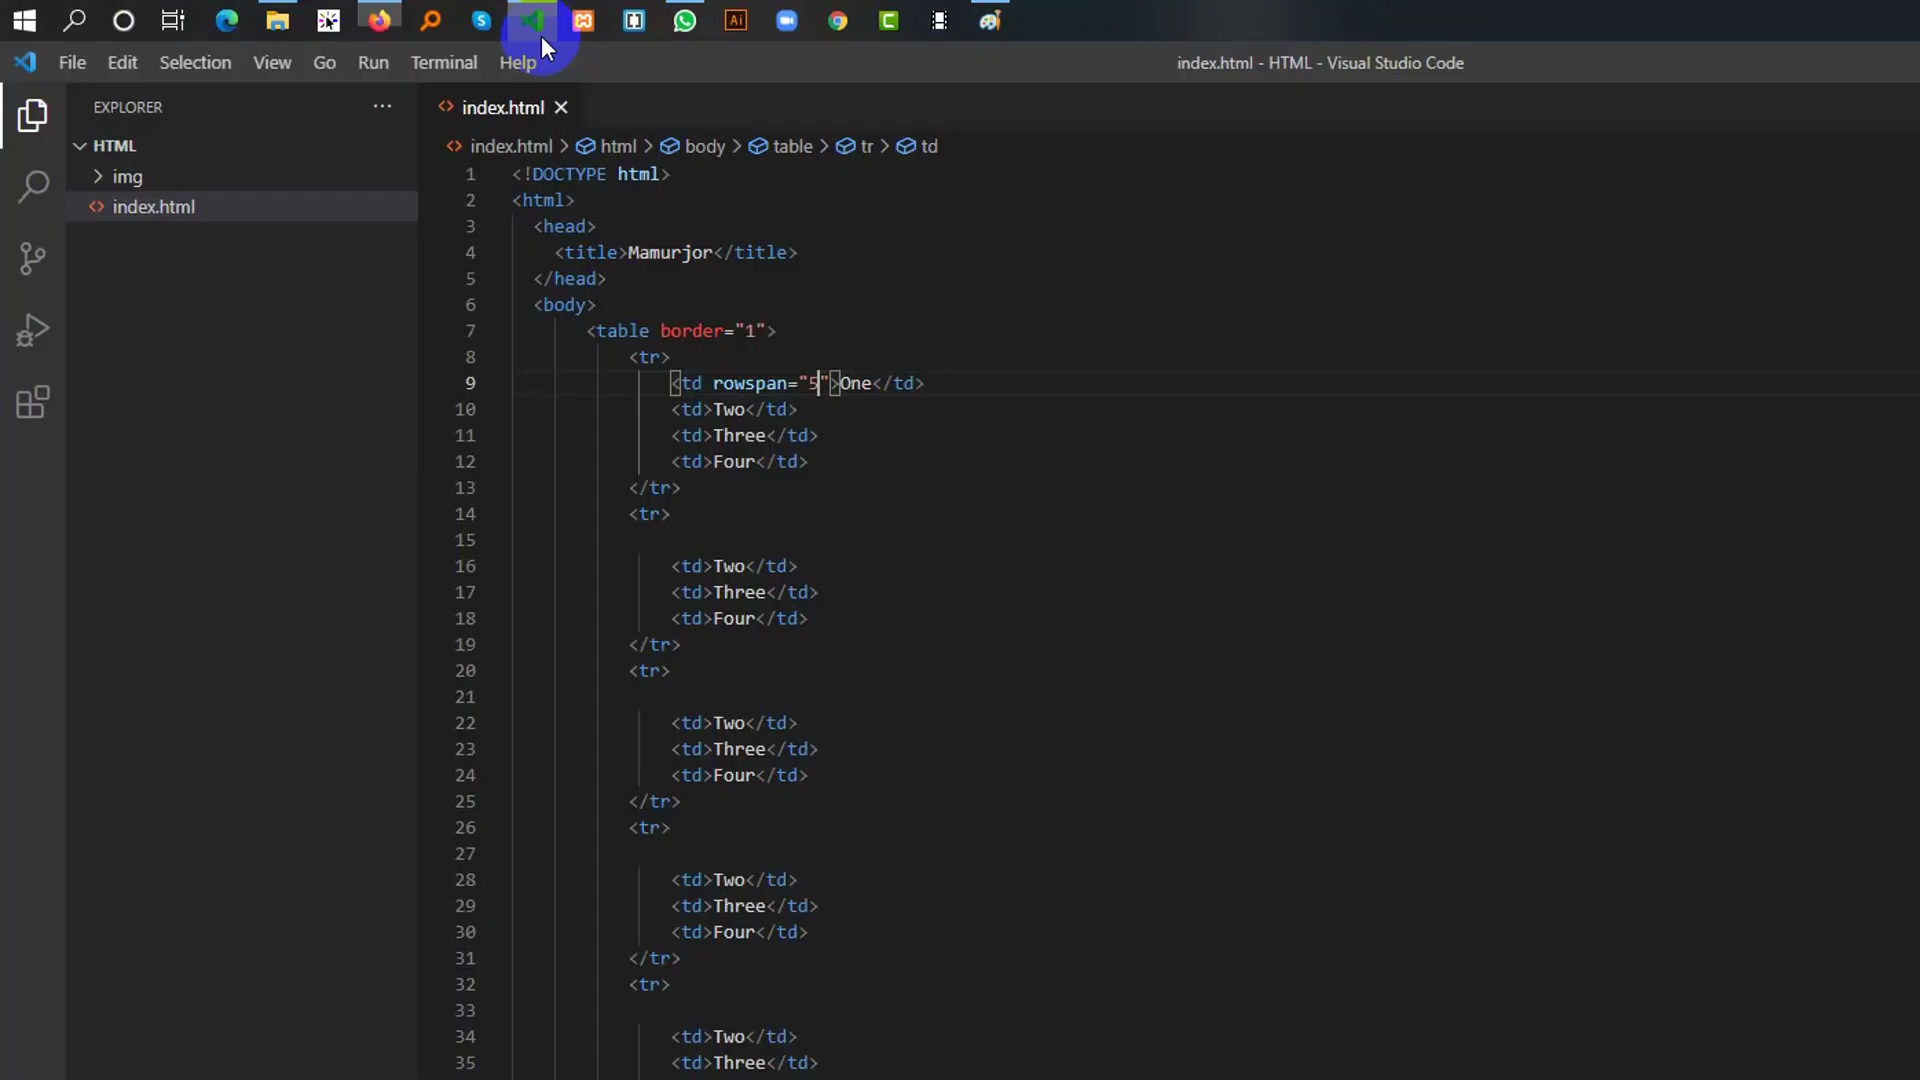 File Edit Selection View Go Run Terminal Help
index.html - HTML - Visual Studio Code
EXPLORER
HTML
img
index.html
index.html
index.html > html > body > table > tr > td
1 <!DOCTYPE html>
2 <html>
3 <head>
4 <title>Mamurjor</title>
5 </head>
6 <body>
7 <table border="1">
8 <tr>
9 <td rowspan="5">One</td>
10 <td>Two</td>
11 <td>Three</td>
12 <td>Four</td>
13 </tr>
14 <tr>
15
16 <td>Two</td>
17 <td>Three</td>
18 <td>Four</td>
19 </tr>
20 <tr>
21
22 <td>Two</td>
23 <td>Three</td>
24 <td>Four</td>
25 </tr>
26 <tr>
27
28 <td>Two</td>
29 <td>Three</td>
30 <td>Four</td>
31 </tr>
32 <tr>
33
34 <td>Two</td>
35 <td>Three</td>